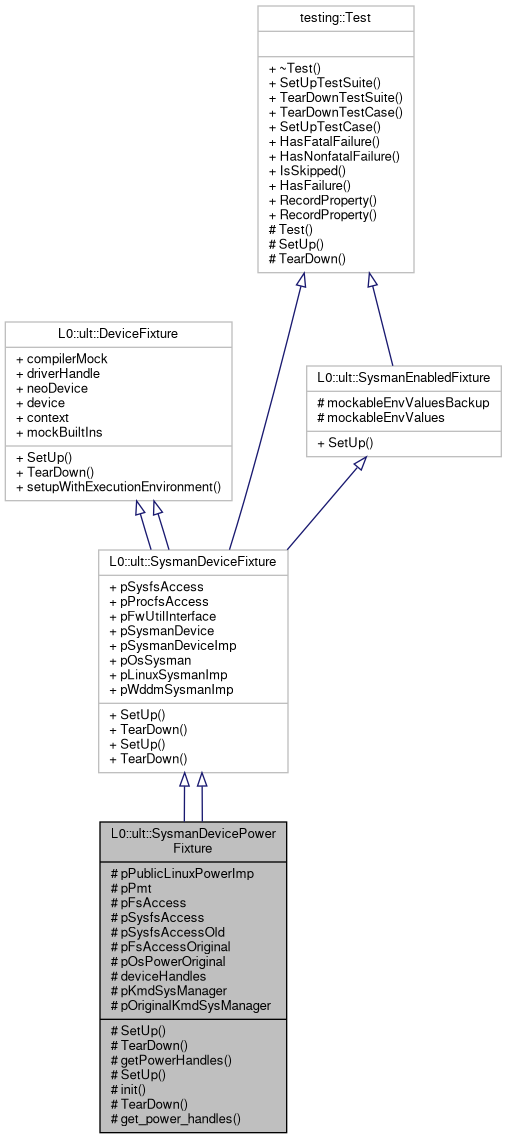 testing::Test
+ ~Test()
+ SetUpTestSuite()
+ TearDownTestSuite()
+ TearDownTestCase()
+ SetUpTestCase()
+ HasFatalFailure()
+ HasNonfatalFailure()
+ IsSkipped()
+ HasFailure()
+ RecordProperty()
+ RecordProperty()
# Test()
# SetUp()
# TearDown()
L0::ult::DeviceFixture
+ compilerMock
+ driverHandle
+ neoDevice
+ device
+ context
+ mockBuiltIns
+ SetUp()
+ TearDown()
+ setupWithExecutionEnvironment()
L0::ult::SysmanEnabledFixture
# mockableEnvValuesBackup
# mockableEnvValues
+ SetUp()
L0::ult::SysmanDeviceFixture
+ pSysfsAccess
+ pProcfsAccess
+ pFwUtilInterface
+ pSysmanDevice
+ pSysmanDeviceImp
+ pOsSysman
+ pLinuxSysmanImp
+ pWddmSysmanImp
+ SetUp()
+ TearDown()
+ SetUp()
+ TearDown()
L0::ult::SysmanDevicePower
Fixture
# pPublicLinuxPowerImp
# pPmt
# pFsAccess
# pSysfsAccess
# pSysfsAccessOld
# pFsAccessOriginal
# pOsPowerOriginal
# deviceHandles
# pKmdSysManager
# pOriginalKmdSysManager
# SetUp()
# TearDown()
# getPowerHandles()
# SetUp()
# init()
# TearDown()
# get_power_handles()